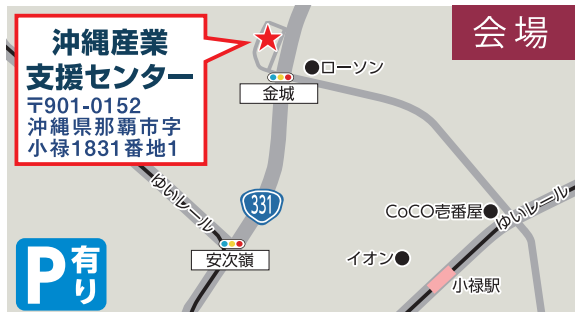 会場
沖縄産業
支援センター
〒901-0152
沖縄県那覇市字
小禄1831番地1
ローソン
金城
ゆいレール
331
安次嶺
CoCO壱番屋
ゆいレール
イオン
小禄駅
P有り